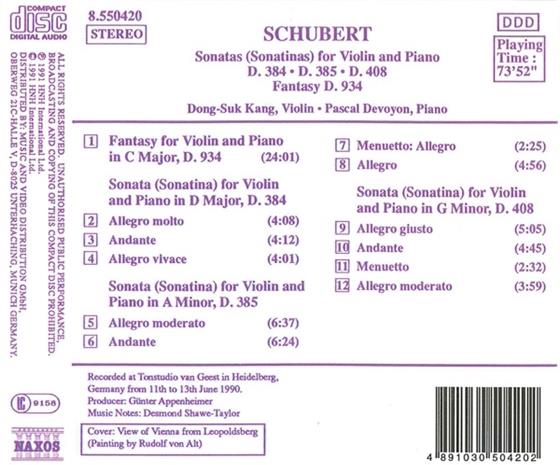 COMPACT
disc
DIGITAL AUDIO
8.550420
STEREO
SCHUBERT
Sonatas (Sonatinas) for Violin and Piano
D. 384 • D. 385 • D. 408
Fantasy D. 934
Dong-Suk Kang, Violin • Pascal Devoyon, Piano
DDD
Playing
Time :
73'52"
1 Fantasy for Violin and Piano
in C Major, D. 934 (24:01)
Sonata (Sonatina) for Violin
and Piano in D Major, D. 384
2 Allegro molto (4:08)
3 Andante (4:12)
4 Allegro vivace (4:01)
Sonata (Sonatina) for Violin and
Piano in A Minor, D. 385
5 Allegro moderato (6:37)
6 Andante (6:24)
7 Menuetto: Allegro (2:25)
8 Allegro (4:56)
Sonata (Sonatina) for Violin
and Piano in G Minor, D. 408
9 Allegro giusto (5:05)
10 Andante (4:45)
11 Menuetto (2:32)
12 Allegro moderato (3:59)
Recorded at Tonstudio van Geest in Heidelberg,
Germany from 11th to 13th June 1990.
Producer: Günter Appenheimer
Music Notes: Desmond Shawe-Taylor
Cover: View of Vienna from Leopoldsberg
(Painting by Rudolf von Alt)
℗ 1991 HNH International Ltd.
© 1991 HNH International Ltd.
ALL RIGHTS RESERVED. UNAUTHORISED PUBLIC PERFORMANCE,
BROADCASTING AND COPYING OF THIS COMPACT DISC PROHIBITED.
DISTRIBUTED BY: MUSIC AND VIDEO DISTRIBUTION GMBH,
OBERWEG 21C-HALLE V, D-8025 UNTERHACHING, MUNICH GERMANY.
LC 9158
NAXOS
4 891030 504202